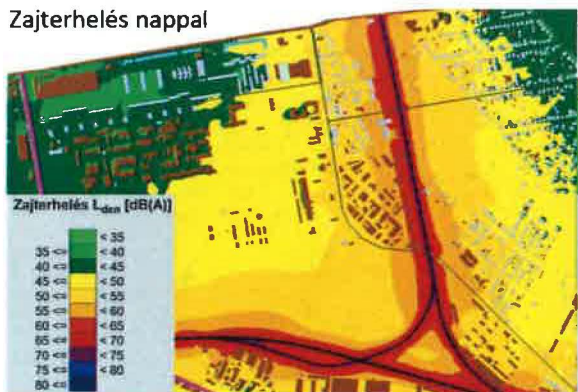 Zajterhelés nappal
Zajterhelés Lden [dB(A)]
< 35
35 <= < 40
40 <= < 45
45 <= < 50
50 <= < 55
55 <= < 60
60 <= < 65
65 <= < 70
70 <= < 75
75 <= < 80
80 <=